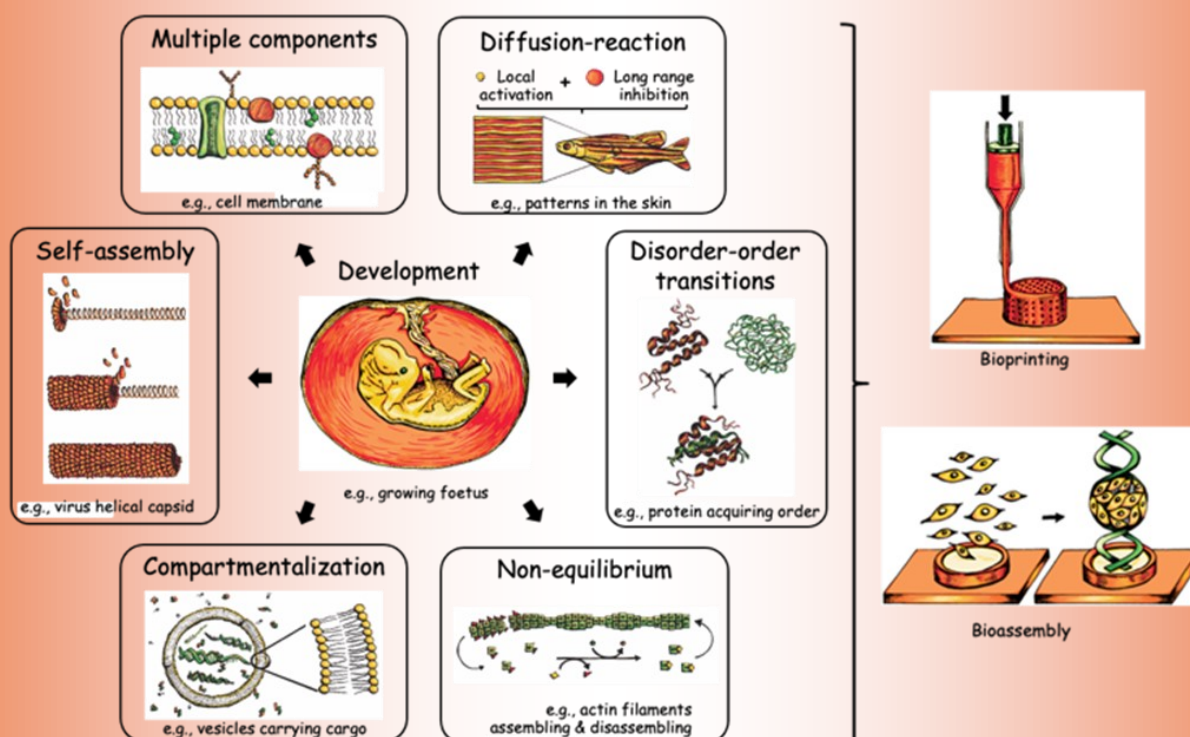 Multiple components
e.g., cell membrane
Diffusion-reaction
Local
activation
+
Long range
inhibition
e.g., patterns in the skin
Self-assembly
e.g., virus helical capsid
Development
e.g., growing foetus
Disorder-order
transitions
e.g., protein acquiring order
Compartmentalization
e.g., vesicles carrying cargo
Non-equilibrium
e.g., actin filaments
assembling & disassembling
Bioprinting
Bioassembly